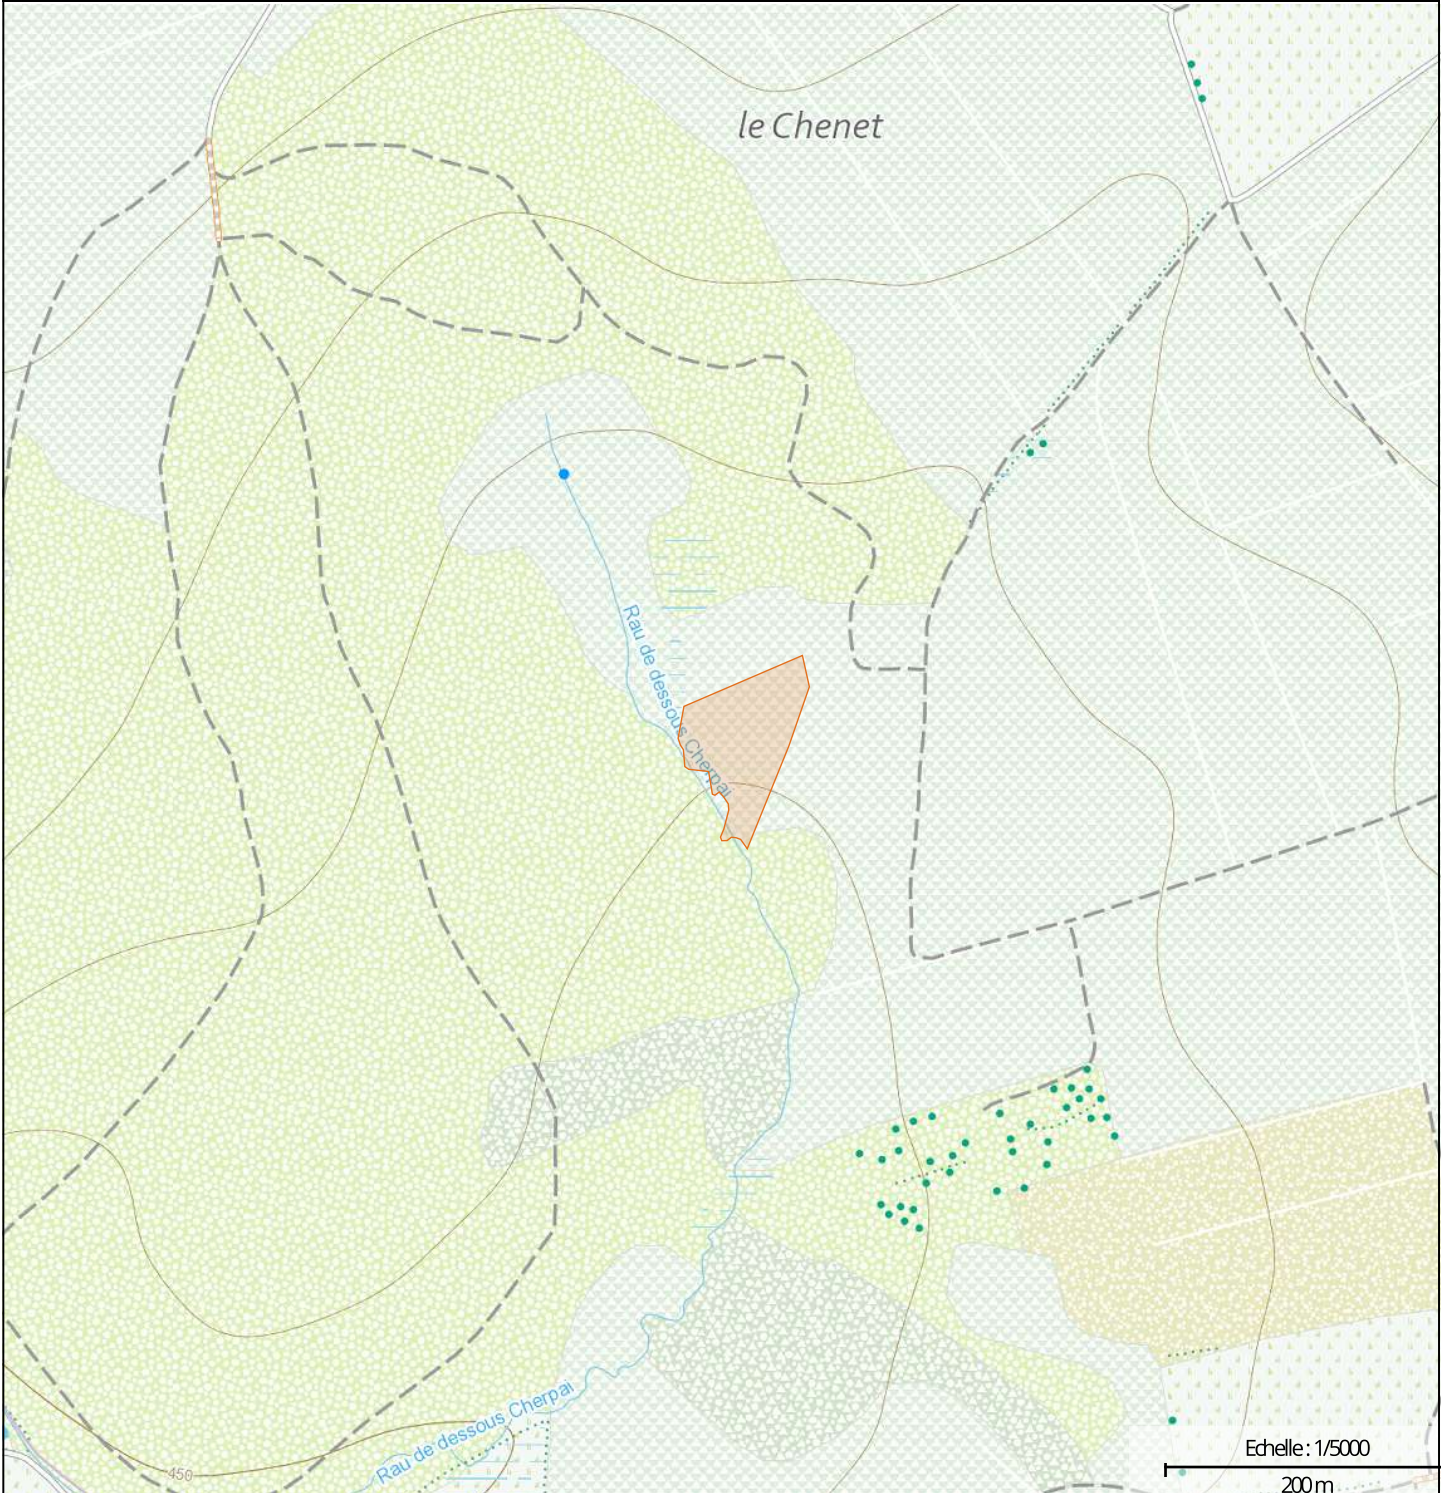 le Chenet
Rau de dessous Cherpai
Rau de dessous Cherpai
450
Echelle : 1/5000
200 m